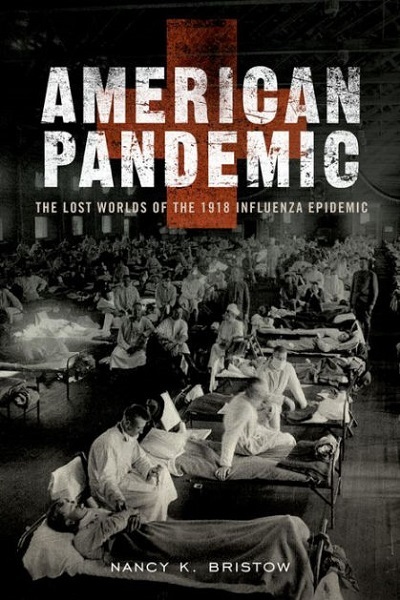 AMERICAN
PANDEMIC
THE LOST WORLDS OF THE 1918 INFLUENZA EPIDEMIC
NANCY K. BRISTOW